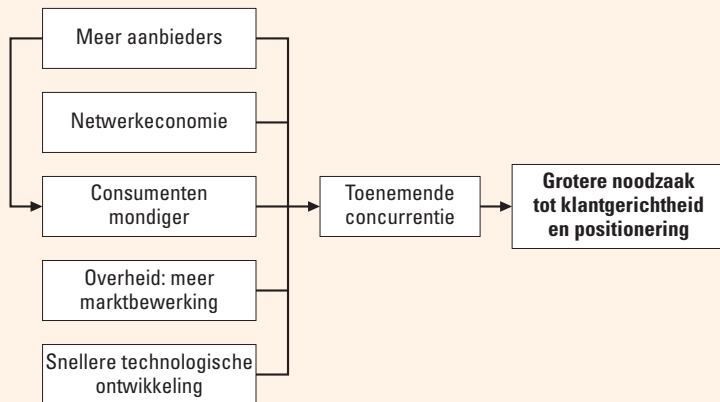 Meer aanbieders
Netwerkeconomie
Consumenten
mondiger
Overheid: meer
marktbewerking
Snellere technologische
ontwikkeling
Toenemende
concurrentie
Grotere noodzaak
tot klantgerichtheid
en positionering